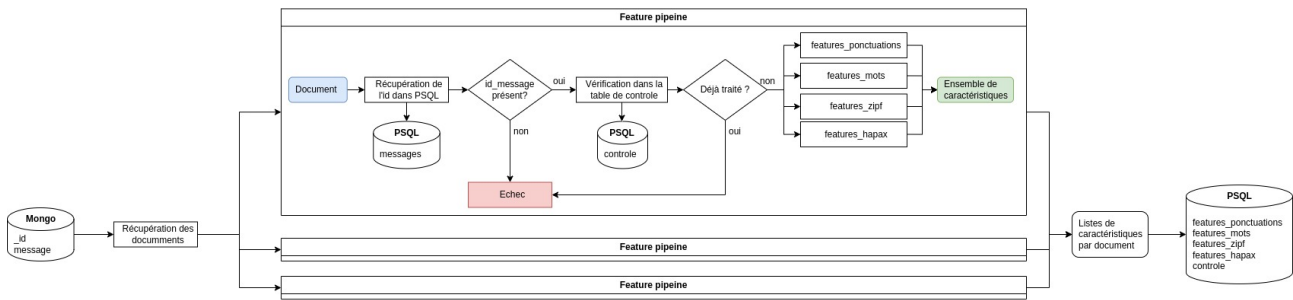 Feature pipeine
Document
Récupération de
l'id dans PSQL
PSQL
messages
id_message
présent?
oui
non
Vérification dans la
table de controle
PSQL
controle
Déjà traité ?
non
oui
Echec
features_ponctuations
features_mots
features_zipf
features_hapax
Ensemble de
caractéristiques
Mongo
_id
message
Récupération des
documments
Feature pipeine
Feature pipeine
Listes de
caractéristiques
par document
PSQL
features_ponctuations
features_mots
features_zipf
features_hapax
controle